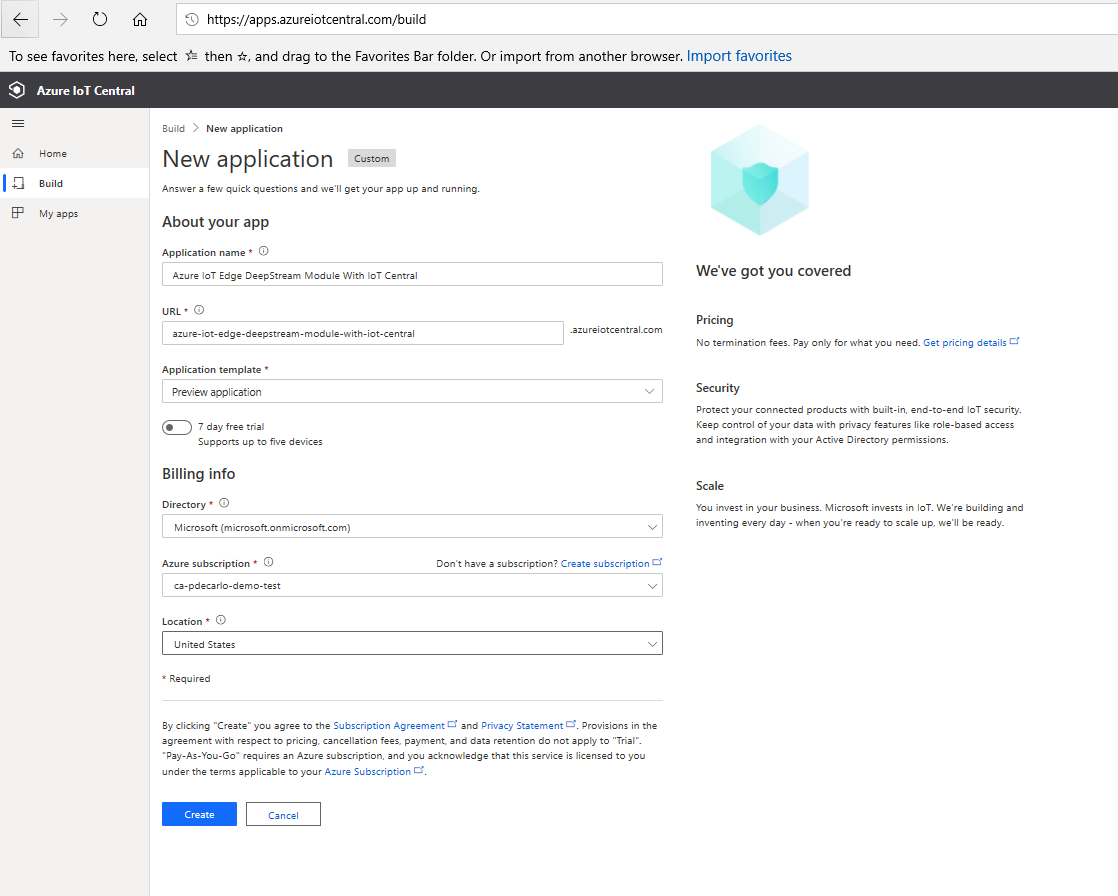 https://apps.azureiotcentral.com/build
To see favorites here, select then ☆, and drag to the Favorites Bar folder. Or import from another browser. Import favorites
Azure IoT Central
Home
Build
My apps
Build > New application
New application Custom
Answer a few quick questions and we'll get your app up and running.
About your app
Application name *
Azure IoT Edge DeepStream Module With IoT Central
URL *
azure-iot-edge-deepstream-module-with-iot-central .azureiotcentral.com
Application template *
Preview application
7 day free trial
Supports up to five devices
Billing info
Directory *
Microsoft (microsoft.onmicrosoft.com)
Azure subscription * Don't have a subscription? Create subscription
ca-pdecarlo-demo-test
Location *
United States
* Required
By clicking "Create" you agree to the Subscription Agreement and Privacy Statement. Provisions in the
agreement with respect to pricing, cancellation fees, payment, and data retention do not apply to "Trial".
"Pay-As-You-Go" requires an Azure subscription, and you acknowledge that this service is licensed to you
under the terms applicable to your Azure Subscription.
Create Cancel
We've got you covered
Pricing
No termination fees. Pay only for what you need. Get pricing details
Security
Protect your connected products with built-in, end-to-end IoT security.
Keep control of your data with privacy features like role-based access
and integration with your Active Directory permissions.
Scale
You invest in your business. Microsoft invests in IoT. We're building and
inventing every day - when you're ready to scale up, we'll be ready.